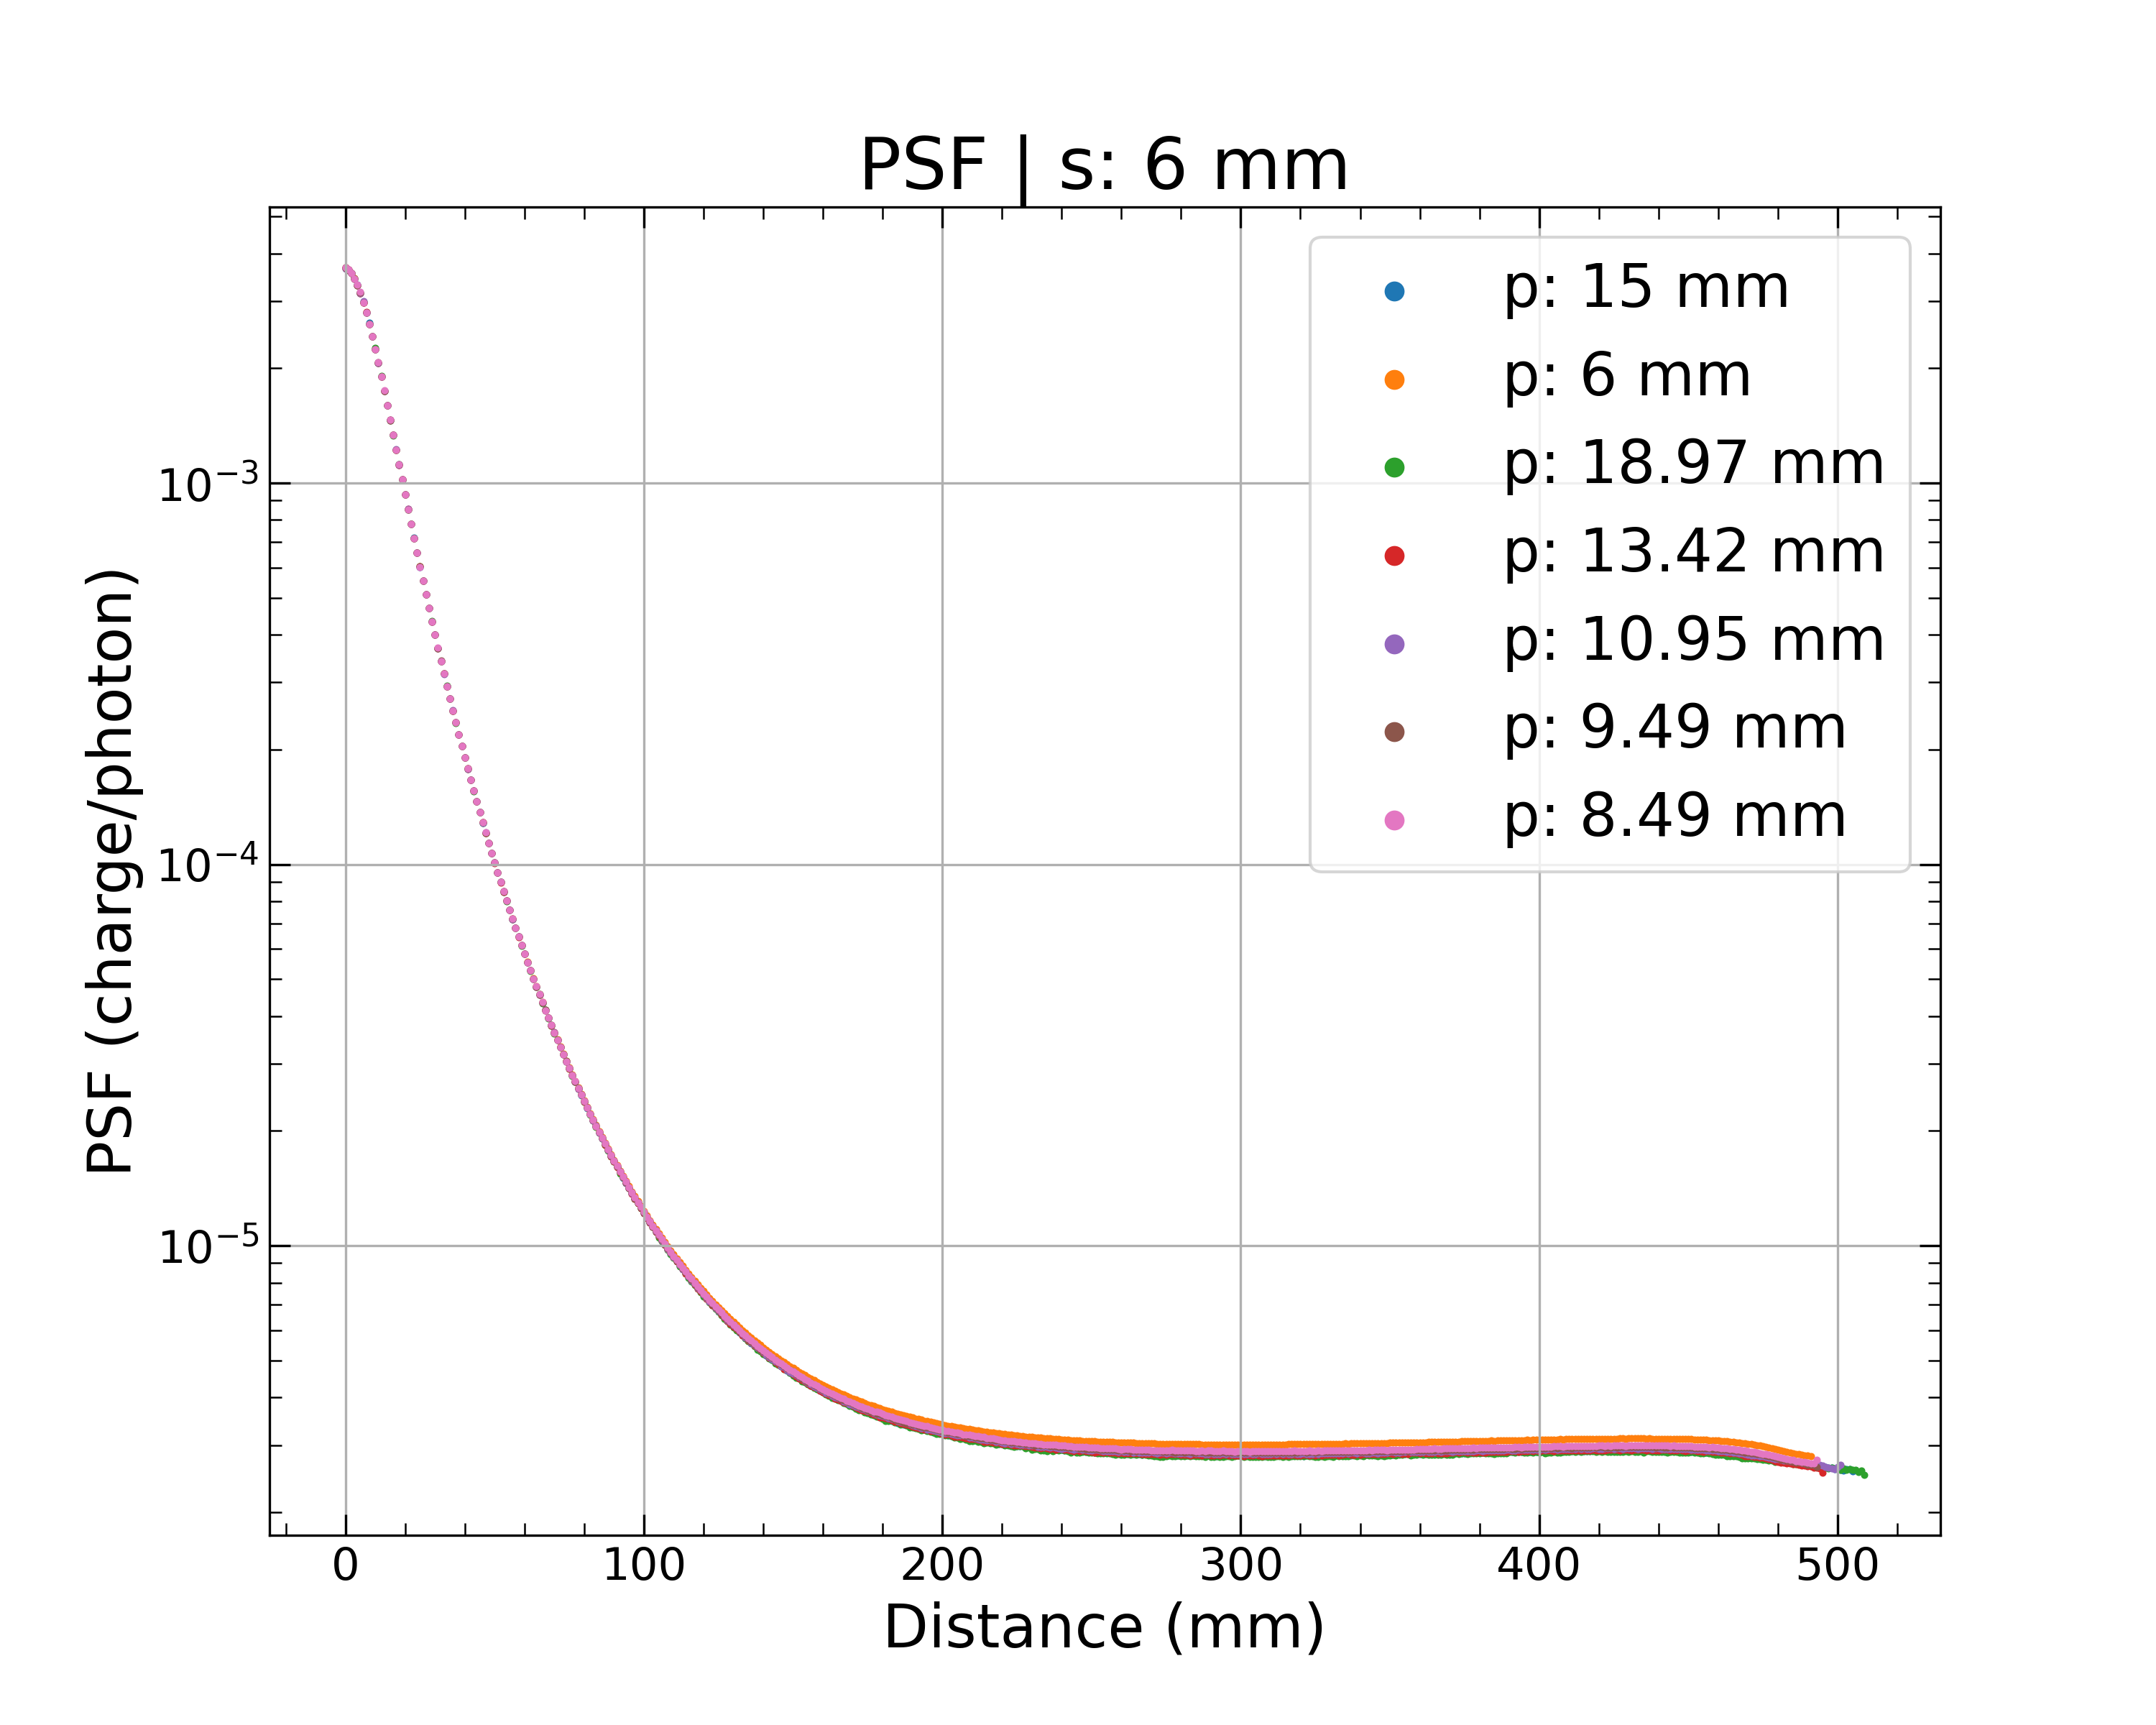 PSF | s: 6 mm
p: 15 mm
p: 6 mm
p: 18.97 mm
p: 13.42 mm
p: 10.95 mm
p: 9.49 mm
p: 8.49 mm
PSF (charge/photon)
10⁻³
10⁻⁴
10⁻⁵
0 100 200 300 400 500
Distance (mm)